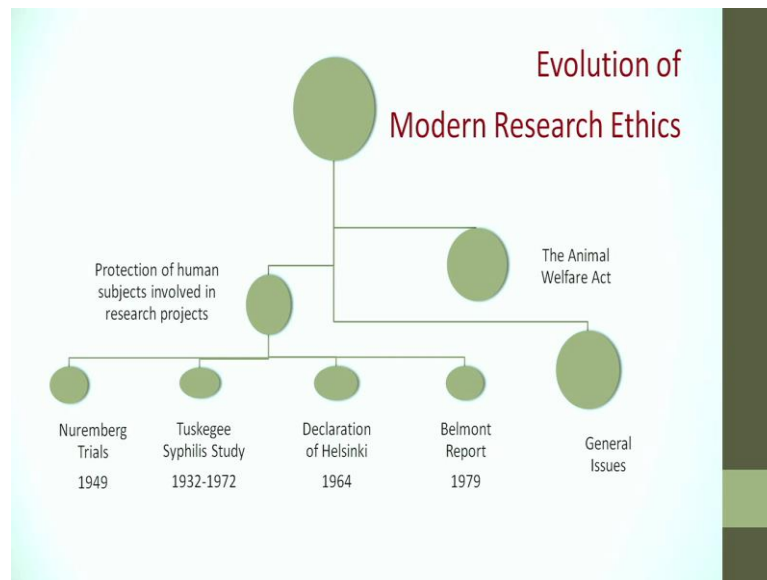 Evolution of
Modern Research Ethics
The Animal
Welfare Act
Protection of human
subjects involved in
research projects
Nuremberg
Trials
1949
Tuskegee
Syphilis Study
1932-1972
Declaration
of Helsinki
1964
Belmont
Report
1979
General
Issues